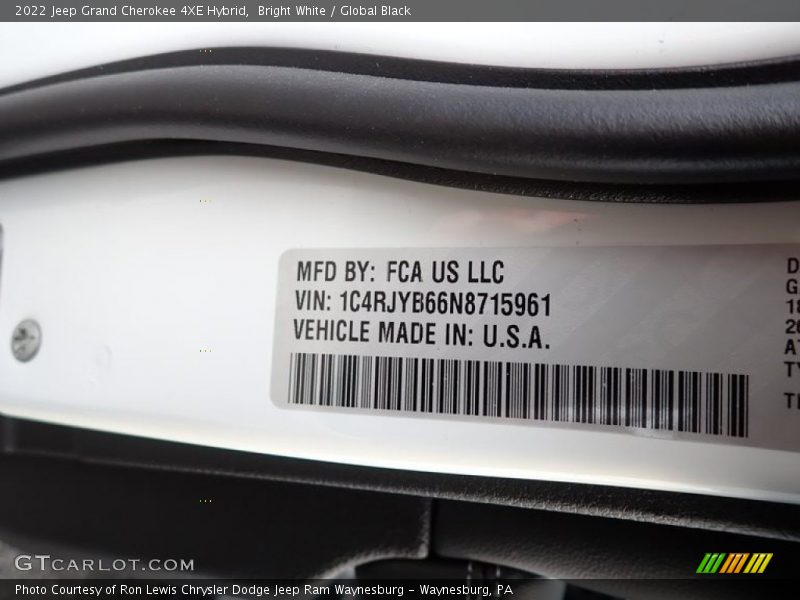 2022 Jeep Grand Cherokee 4XE Hybrid,  Bright White / Global Black
MFD BY: FCA US LLC
VIN: 1C4RJYB66N8715961
VEHICLE MADE IN: U.S.A.
GTCARLOT.COM
Photo Courtesy of Ron Lewis Chrysler Dodge Jeep Ram Waynesburg – Waynesburg, PA